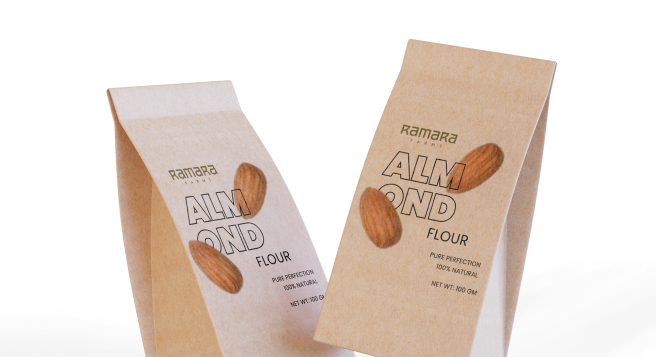 RAMARA
FARMS
ALM
OND
FLOUR
PURE PERFECTION
100% NATURAL
NET WT: 100 GM
RAMARA
FARMS
ALM
OND
FLOUR
PURE PERFECTION
100% NATURAL
NET WT: 100 GM